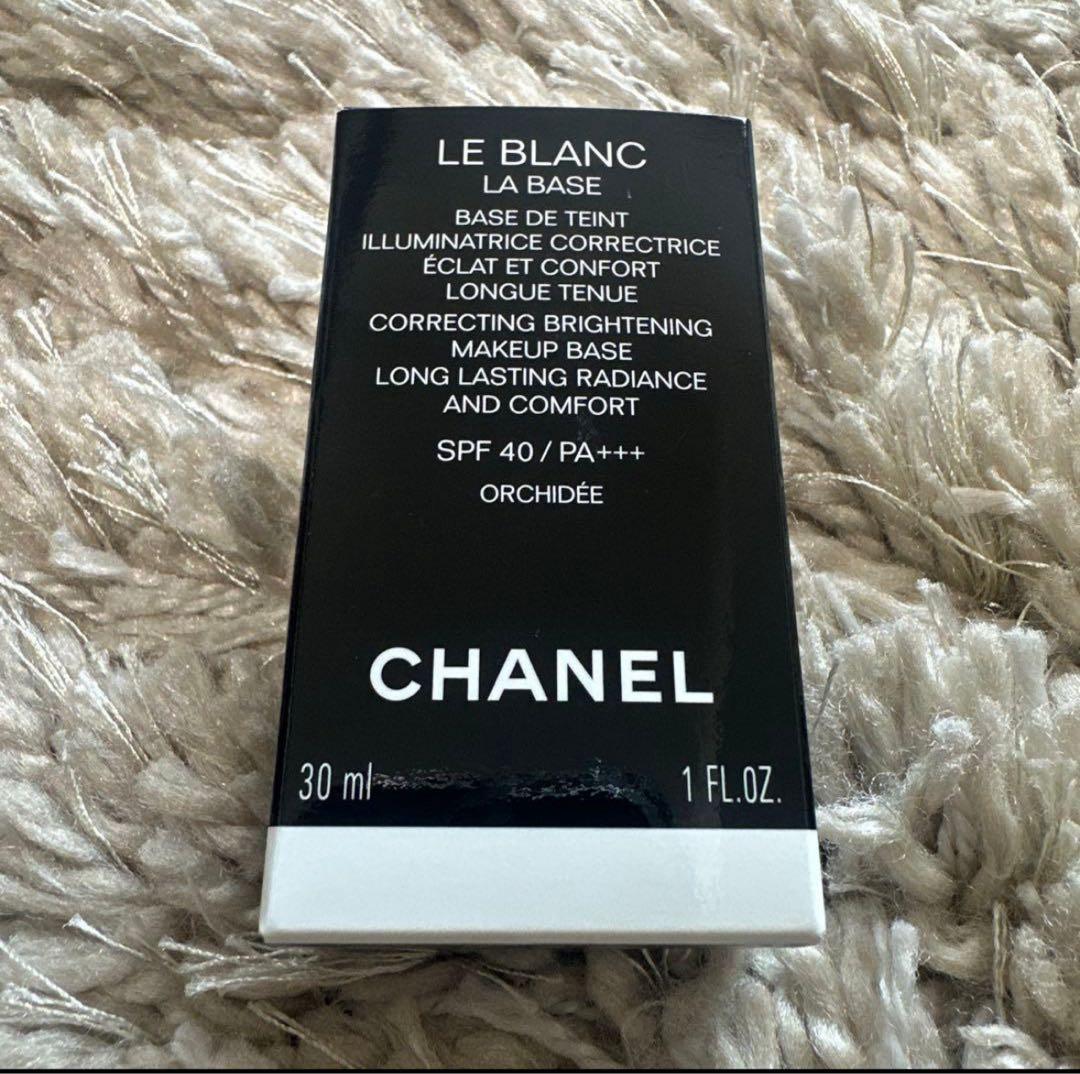 LE BLANC
LA BASE
BASE DE TEINT
ILLUMINATRICE CORRECTRICE
ÉCLAT ET CONFORT
LONGUE TENUE
CORRECTING BRIGHTENING
MAKEUP BASE
LONG LASTING RADIANCE
AND COMFORT
SPF 40 / PA+++
ORCHIDÉE
CHANEL
30 ml 1 FL.OZ.